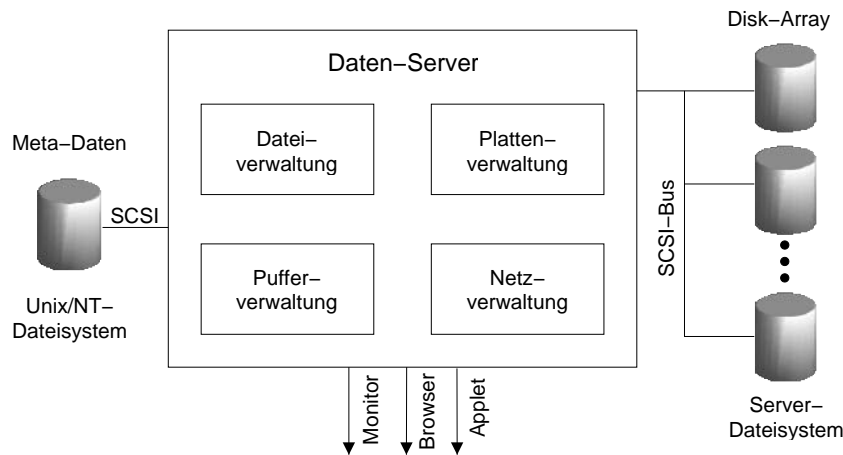 Disk-Array
Daten-Server
Datei-
verwaltung
Platten-
verwaltung
Meta-Daten
SCSI
SCSI-Bus
Puffer-
verwaltung
Netz-
verwaltung
Unix/NT-
Dateisystem
Monitor
Browser
Applet
Server-
Dateisystem